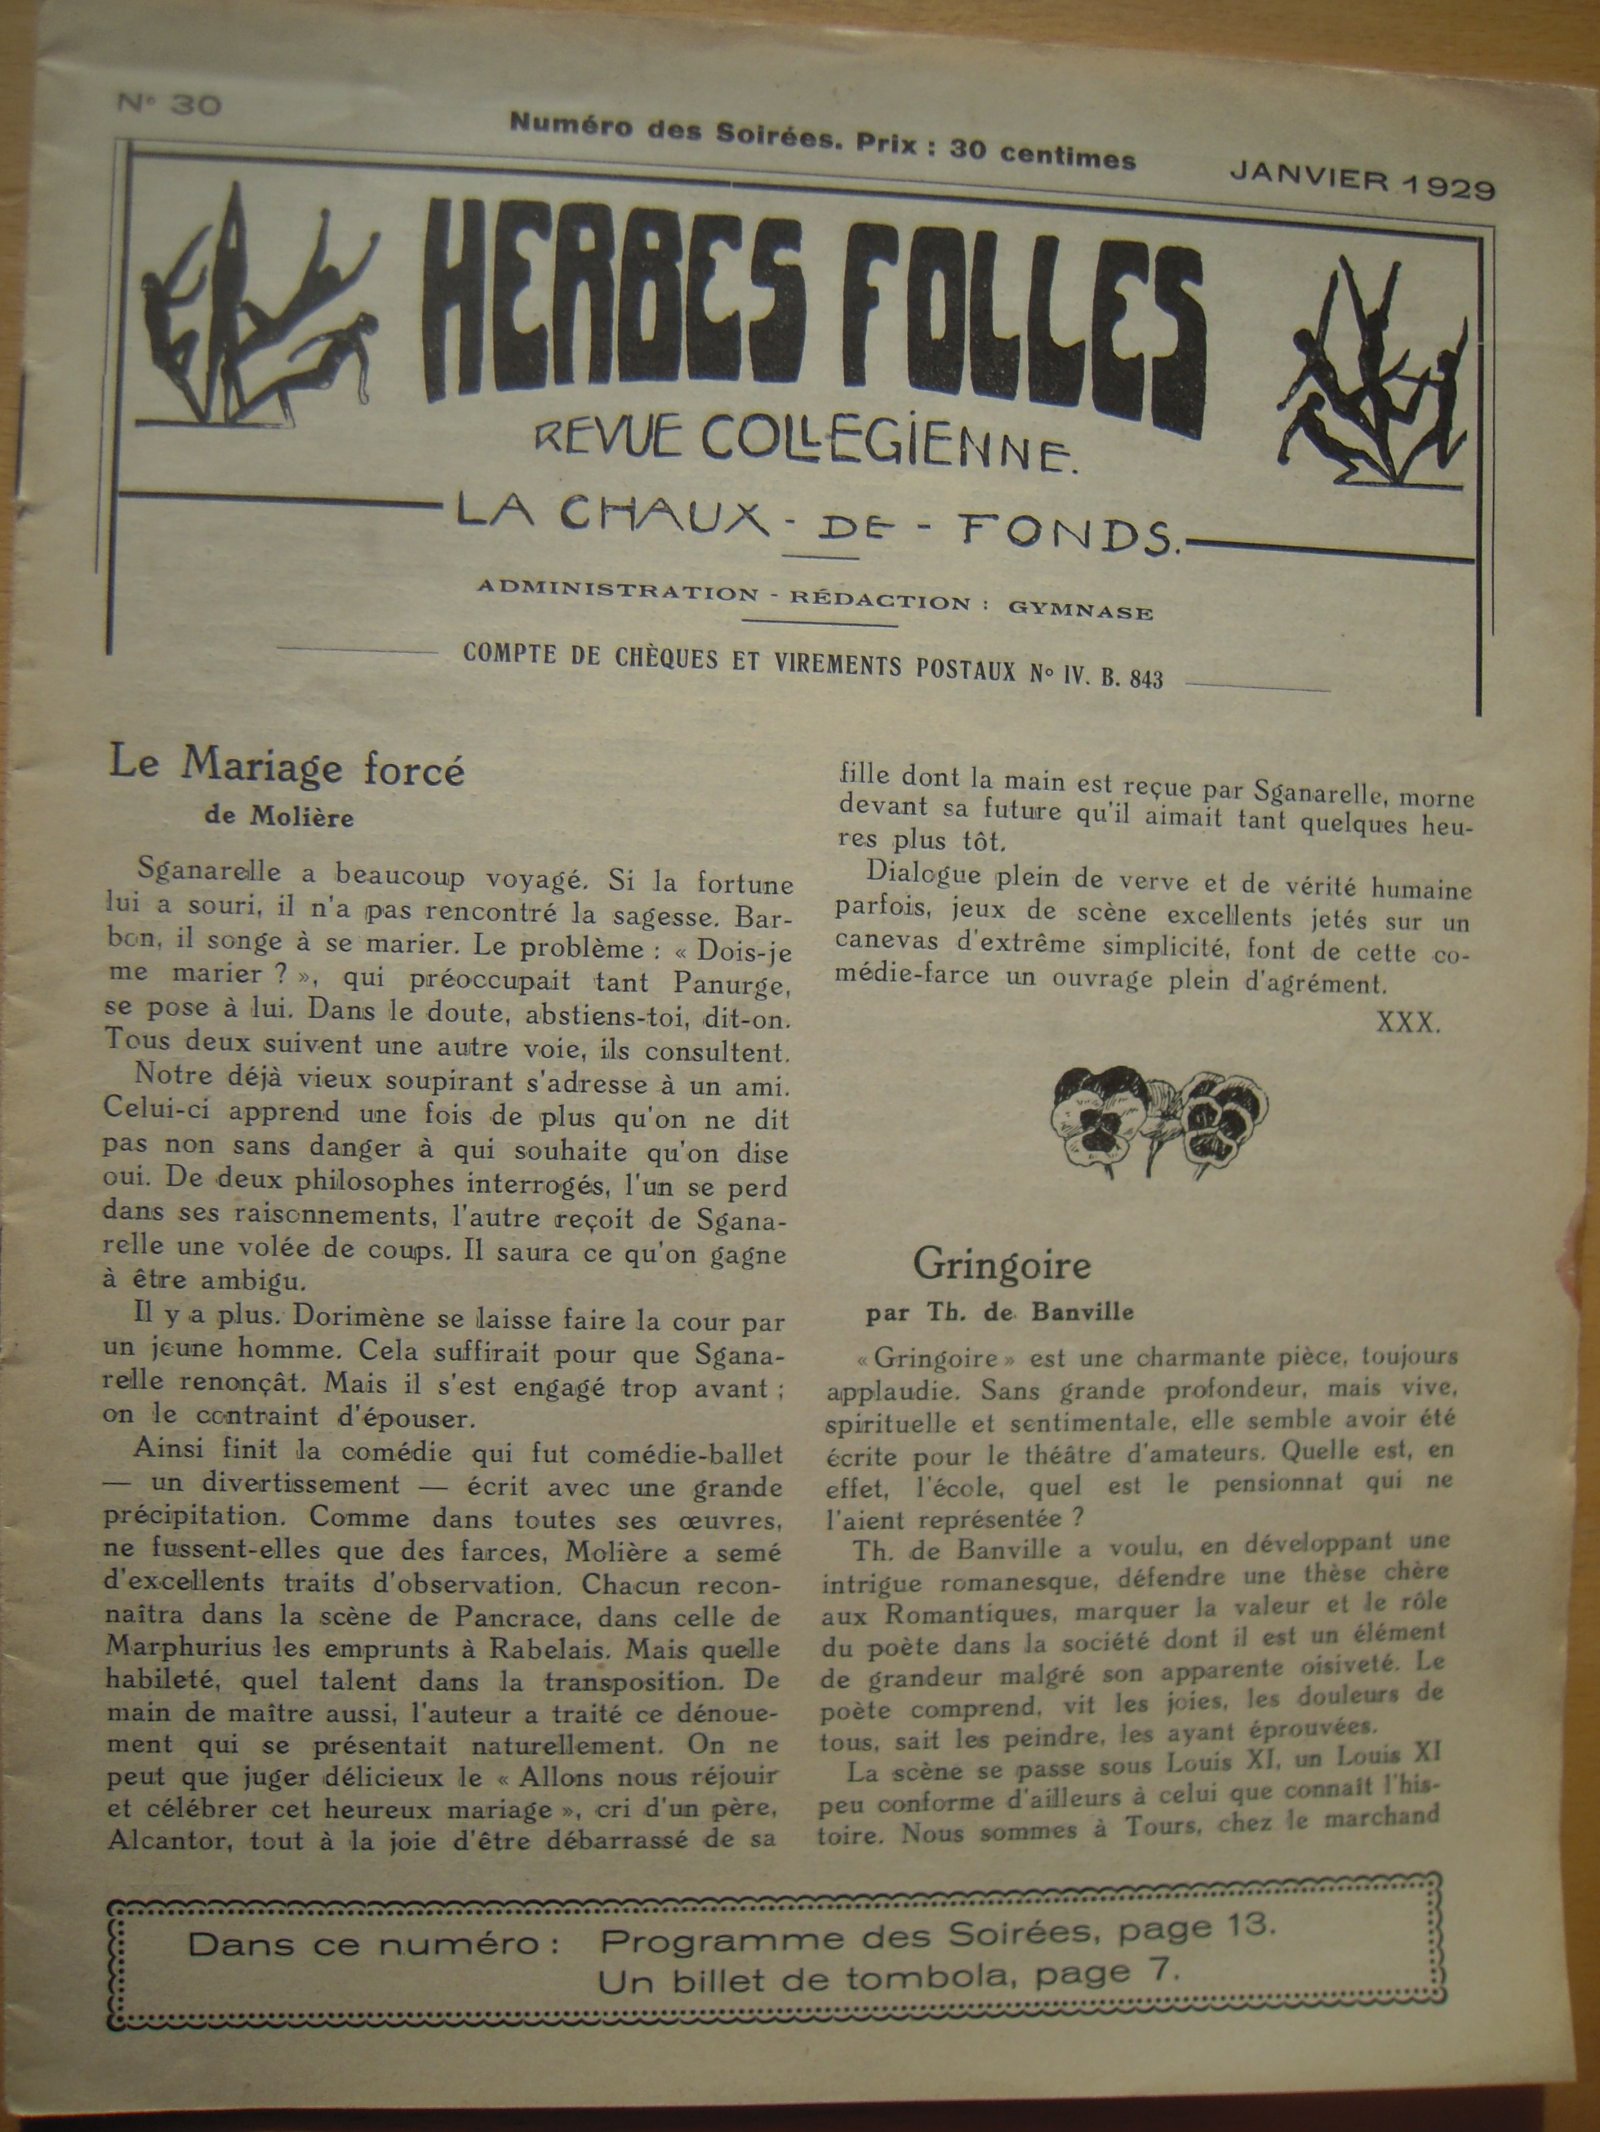 N° 30
Numéro des Soirées. Prix : 30 centimes
JANVIER 1929
HERBES FOLLES
REVUE COLLEGIENNE.
LA CHAUX-DE-FONDS.
ADMINISTRATION - RÉDACTION : GYMNASE
COMPTE DE CHÈQUES ET VIREMENTS POSTAUX N° IV. B. 843
Le Mariage forcé
de Molière
Sganarelle a beaucoup voyagé. Si la fortune
lui a souri, il n'a pas rencontré la sagesse. Bar-
bon, il songe à se marier. Le problème : « Dois-je
me marier ? », qui préoccupait tant Panurge,
se pose à lui. Dans le doute, abstiens-toi, dit-on.
Tous deux suivent une autre voie, ils consultent.
Notre déjà vieux soupirant s'adresse à un ami.
Celui-ci apprend une fois de plus qu'on ne dit
pas non sans danger à qui souhaite qu'on dise
oui. De deux philosophes interrogés, l'un se perd
dans ses raisonnements, l'autre reçoit de Sgana-
relle une volée de coups. Il saura ce qu'on gagne
à être ambigu.
Il y a plus. Dorimène se laisse faire la cour par
un jeune homme. Cela suffirait pour que Sgana-
relle renonçât. Mais il s'est engagé trop avant ;
on le contraint d'épouser.
Ainsi finit la comédie qui fut comédie-ballet
— un divertissement — écrit avec une grande
précipitation. Comme dans toutes ses œuvres,
ne fussent-elles que des farces, Molière a semé
d'excellents traits d'observation. Chacun recon-
naîtra dans la scène de Pancrace, dans celle de
Marphurius les emprunts à Rabelais. Mais quelle
habileté, quel talent dans la transposition. De
main de maître aussi, l'auteur a traité ce dénoue-
ment qui se présentait naturellement. On ne
peut que juger délicieux le « Allons nous réjouir
et célébrer cet heureux mariage », cri d'un père,
Alcantor, tout à la joie d'être débarrassé de sa
fille dont la main est reçue par Sganarelle, morne
devant sa future qu'il aimait tant quelques heu-
res plus tôt.
Dialogue plein de verve et de vérité humaine
parfois, jeux de scène excellents jetés sur un
canevas d'extrême simplicité, font de cette co-
médie-farce un ouvrage plein d'agrément.
XXX.
Gringoire
par Th. de Banville
« Gringoire » est une charmante pièce, toujours
applaudie. Sans grande profondeur, mais vive,
spirituelle et sentimentale, elle semble avoir été
écrite pour le théâtre d'amateurs. Quelle est, en
effet, l'école, quel est le pensionnat qui ne
l'aient représentée ?
Th. de Banville a voulu, en développant une
intrigue romanesque, défendre une thèse chère
aux Romantiques, marquer la valeur et le rôle
du poète dans la société dont il est un élément
de grandeur malgré son apparente oisiveté. Le
poète comprend, vit les joies, les douleurs de
tous, sait les peindre, les ayant éprouvées.
La scène se passe sous Louis XI, un Louis XI
peu conforme d'ailleurs à celui que connaît l'his-
toire. Nous sommes à Tours, chez le marchand
Dans ce numéro : Programme des Soirées, page 13.
Un billet de tombola, page 7.